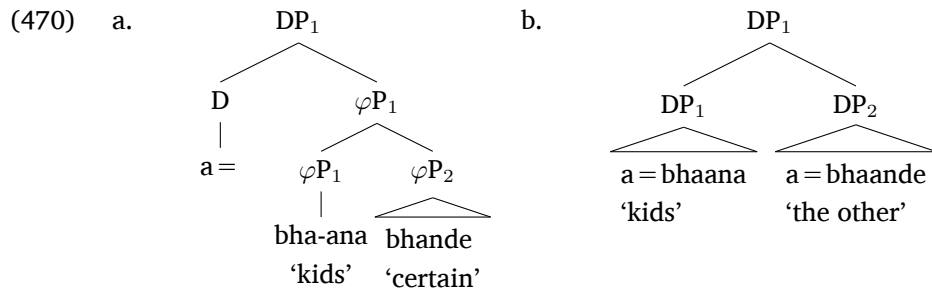 (470) a. DP₁ b. DP₁
D φP₁ DP₁ DP₂
a= φP₁ φP₂ a=bhaana a=bhaande
bha-ana bhande ‘kids’ ‘the other’
‘kids’ ‘certain’